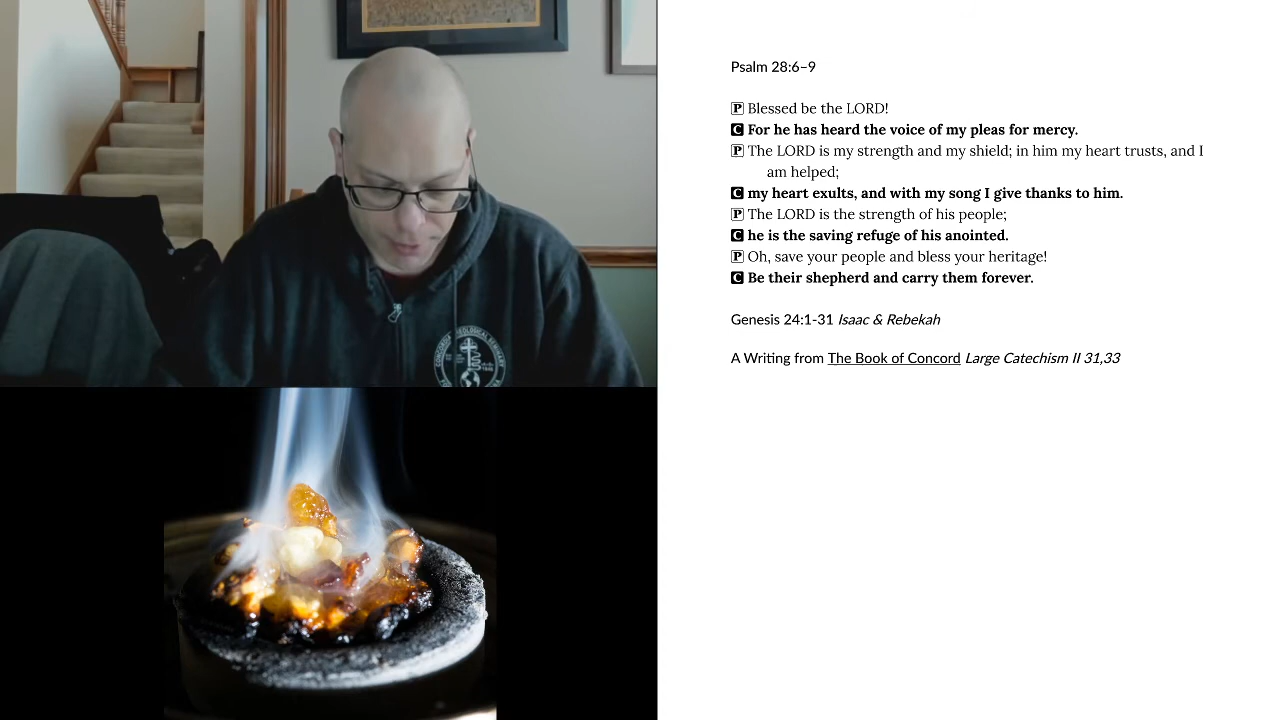 Psalm 28:6–9
🄿 Blessed be the LORD!
🅲 For he has heard the voice of my pleas for mercy.
🄿 The LORD is my strength and my shield; in him my heart trusts, and I
am helped;
🅲 my heart exults, and with my song I give thanks to him.
🄿 The LORD is the strength of his people;
🅲 he is the saving refuge of his anointed.
🄿 Oh, save your people and bless your heritage!
🅲 Be their shepherd and carry them forever.
Genesis 24:1-31 Isaac & Rebekah
A Writing from The Book of Concord Large Catechism II 31,33